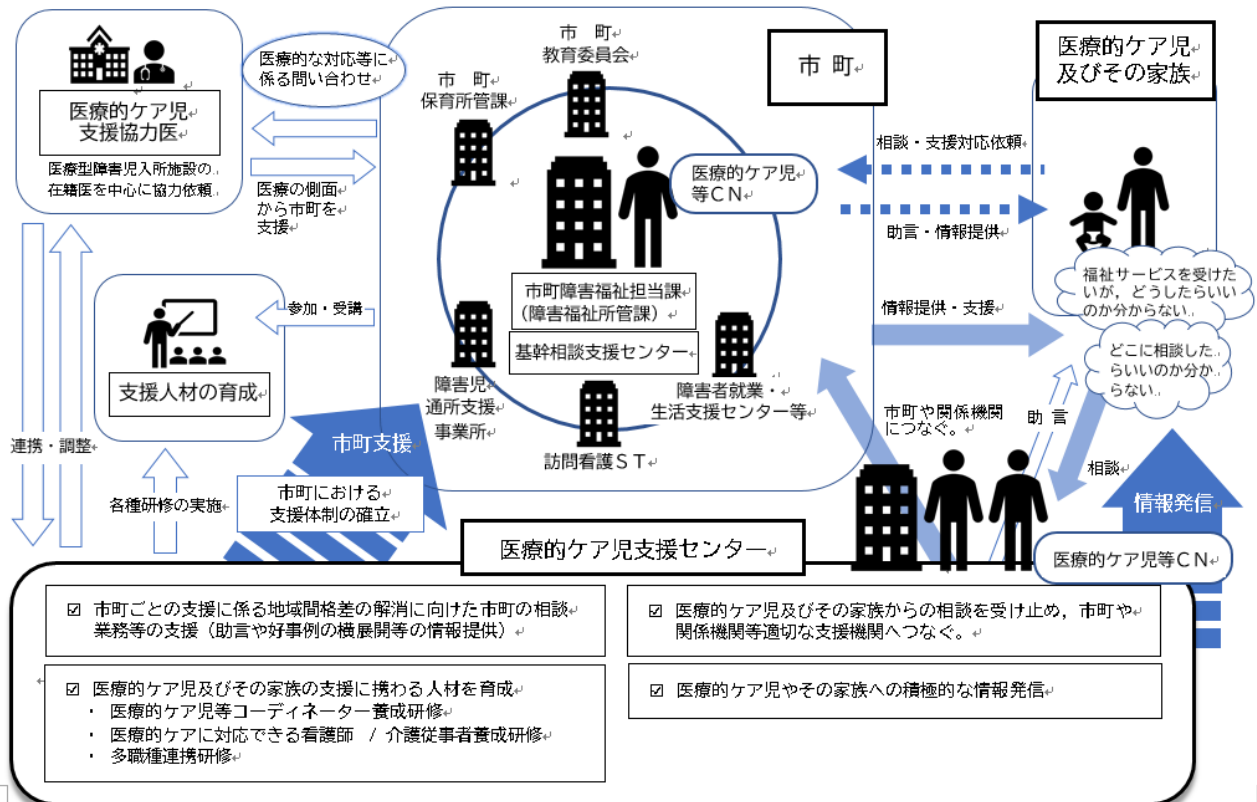 医療的ケア児
支援協力医
医療型障害児入所施設の
在籍医を中心に協力依頼
医療的な対応等に
係る問い合わせ
医療の側面
から市町を
支援
市　町
教育委員会
市　町
保育所管課
市 町
医療的ケア児
等ＣＮ
市町障害福祉担当課
（障害福祉所管課）
基幹相談支援センター
障害児
通所支援
事業所
訪問看護ＳＴ
障害者就業・
生活支援センター等
医療的ケア児
及びその家族
相談・支援対応依頼
助言・情報提供
情報提供・支援
福祉サービスを受けた
いが，どうしたらいい
のか分からない
どこに相談した
らいいのか分か
らない
参加・受講
支援人材の育成
連携・調整
各種研修の実施
市町支援
市町における
支援体制の確立
市町や関係機関
につなぐ。
助 言
相談
情報発信
医療的ケア児等ＣＮ
医療的ケア児支援センター
☑ 市町ごとの支援に係る地域間格差の解消に向けた市町の相談
業務等の支援（助言や好事例の横展開等の情報提供）
☑ 医療的ケア児及びその家族の支援に携わる人材を育成
・ 医療的ケア児等コーディネーター養成研修
・ 医療的ケアに対応できる看護師 / 介護従事者養成研修
・ 多職種連携研修
☑ 医療的ケア児及びその家族からの相談を受け止め，市町や
関係機関等適切な支援機関へつなぐ。
☑ 医療的ケア児やその家族への積極的な情報発信